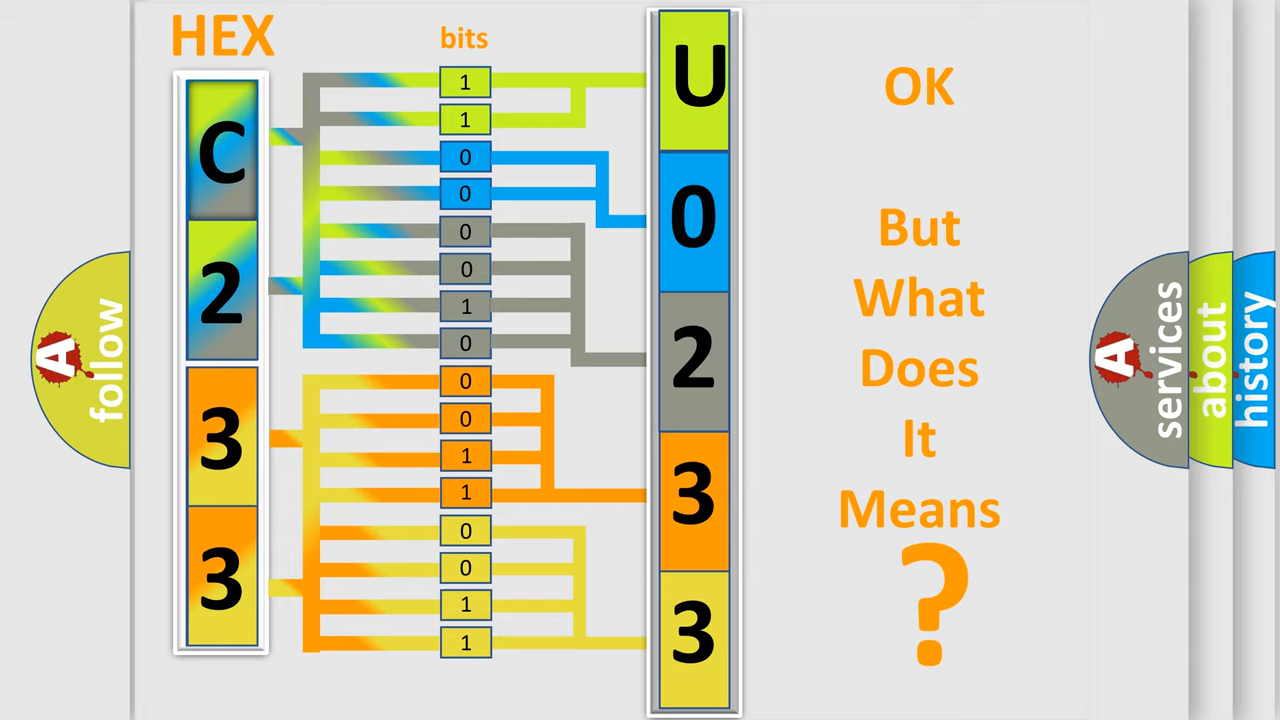 HEX
bits
C
2
3
3
1
1
0
0
0
0
1
0
0
0
1
1
0
0
1
1
U
0
2
3
3
OK
But
What
Does
It
Means
?
A
follow
A
services
about
history